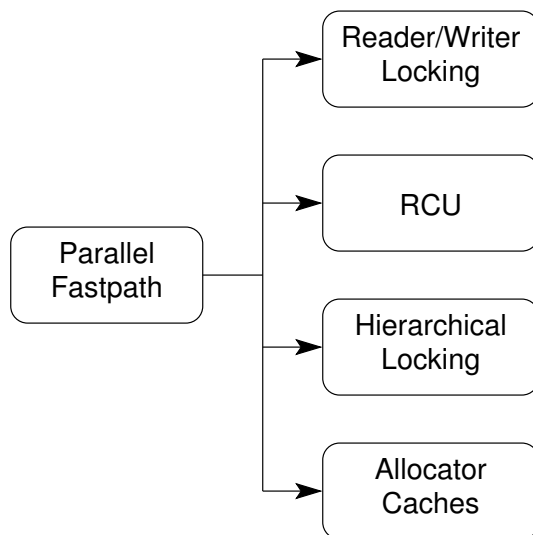 Reader/Writer
Locking
RCU
Parallel
Fastpath
Hierarchical
Locking
Allocator
Caches